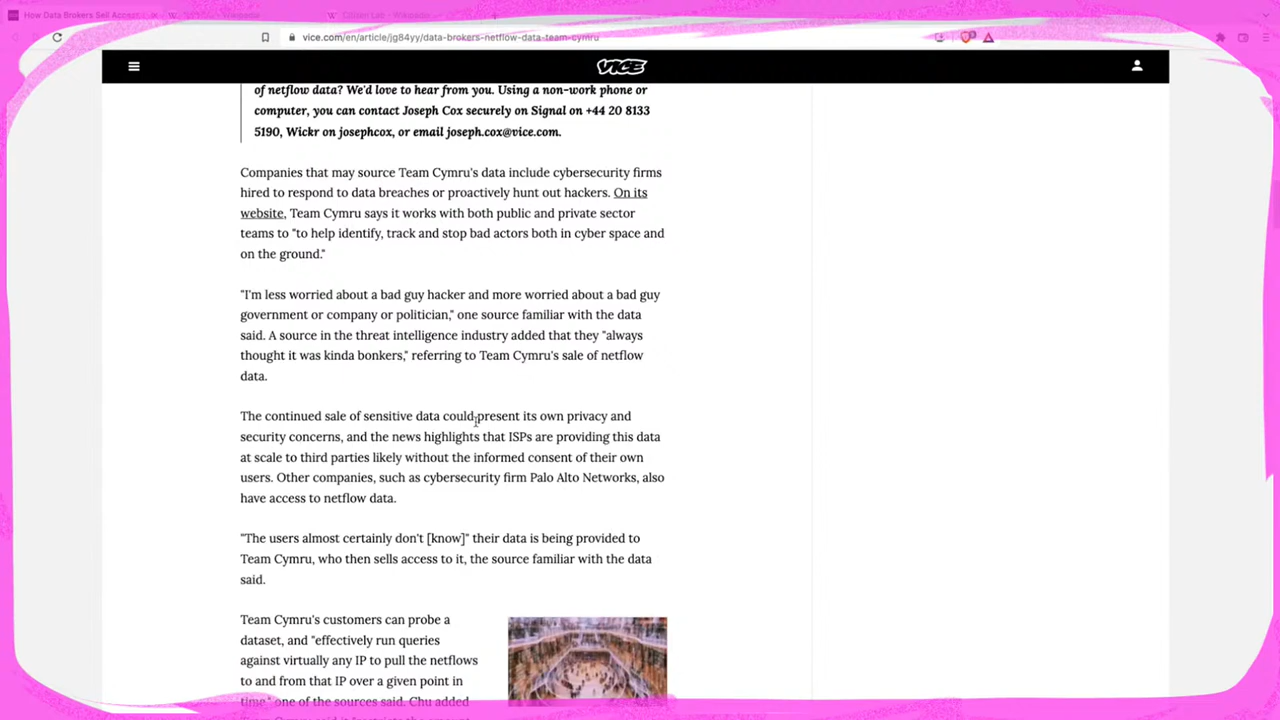 How Data Brokers Sell Access
Citizen Lab - Wikipedia
vice.com/en/article/jg84yy/data-brokers-netflow-data-team-cymru
VICE
of netflow data? We'd love to hear from you. Using a non-work phone or
computer, you can contact Joseph Cox securely on Signal on +44 20 8133
5190, Wickr on josephcox, or email joseph.cox@vice.com.
Companies that may source Team Cymru's data include cybersecurity firms
hired to respond to data breaches or proactively hunt out hackers. On its
website, Team Cymru says it works with both public and private sector
teams to "to help identify, track and stop bad actors both in cyber space and
on the ground."
"I'm less worried about a bad guy hacker and more worried about a bad guy
government or company or politician," one source familiar with the data
said. A source in the threat intelligence industry added that they "always
thought it was kinda bonkers," referring to Team Cymru's sale of netflow
data.
The continued sale of sensitive data could present its own privacy and
security concerns, and the news highlights that ISPs are providing this data
at scale to third parties likely without the informed consent of their own
users. Other companies, such as cybersecurity firm Palo Alto Networks, also
have access to netflow data.
"The users almost certainly don't [know]" their data is being provided to
Team Cymru, who then sells access to it, the source familiar with the data
said.
Team Cymru's customers can probe a
dataset, and "effectively run queries
against virtually any IP to pull the netflows
to and from that IP over a given point in
time," one of the sources said. Chu added